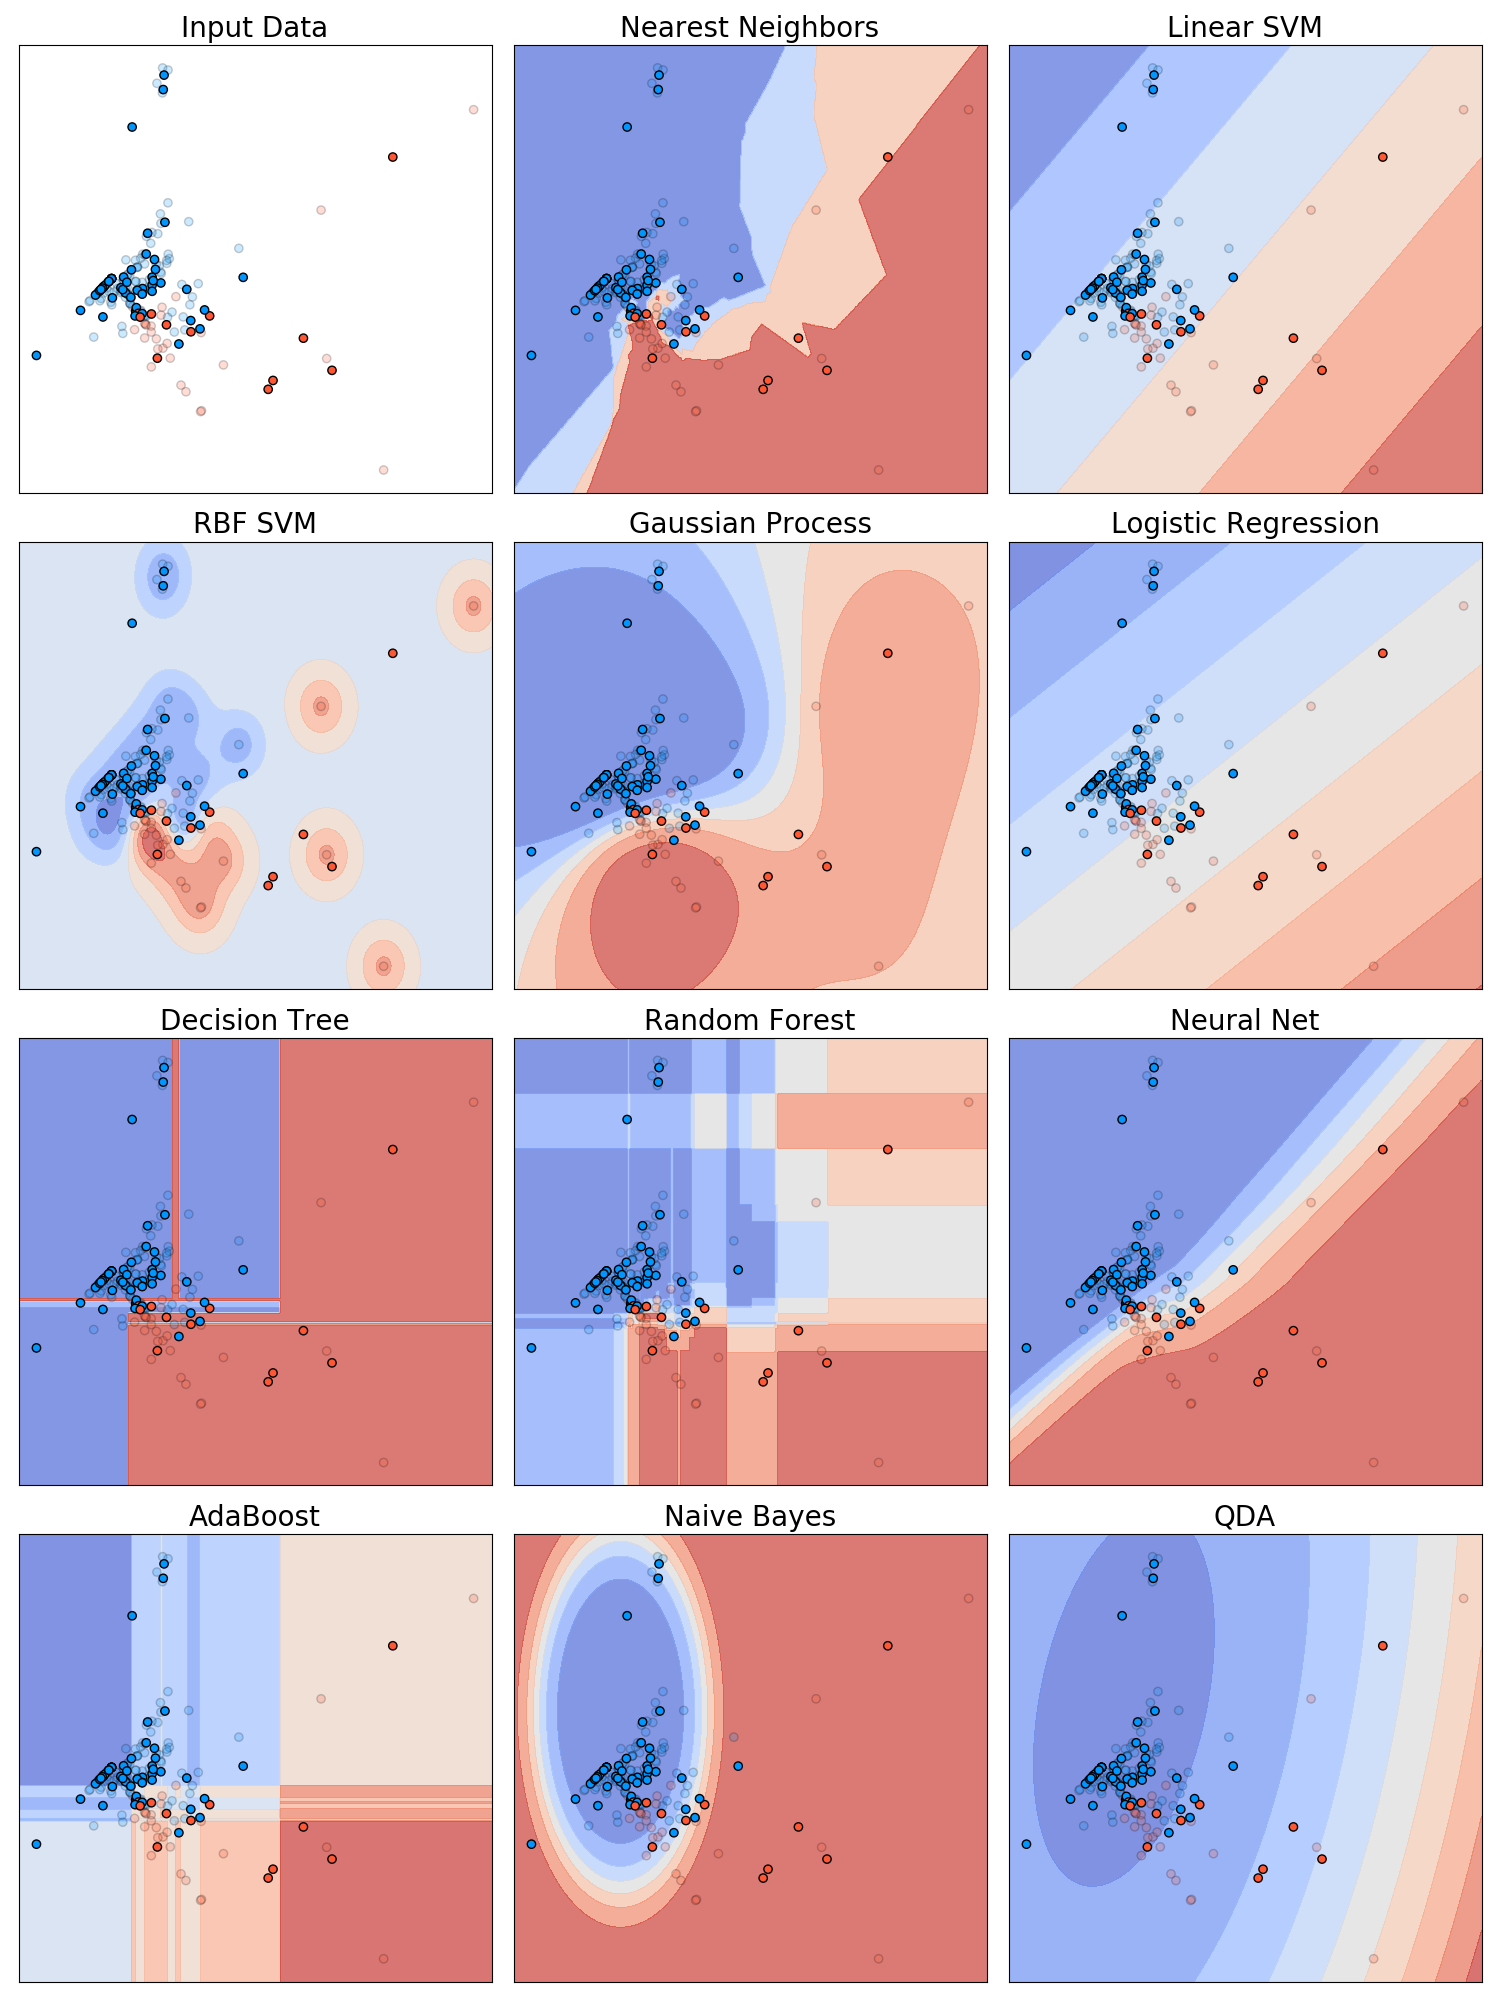 Input Data
Nearest Neighbors
Linear SVM
RBF SVM
Gaussian Process
Logistic Regression
Decision Tree
Random Forest
Neural Net
AdaBoost
Naive Bayes
QDA